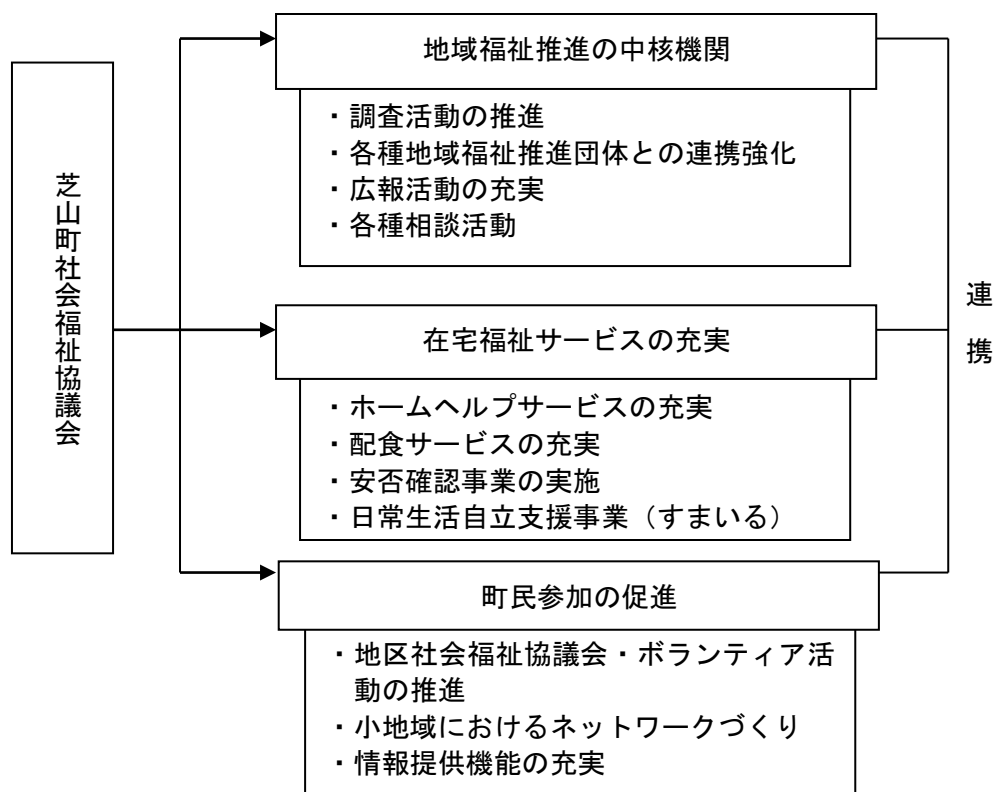 芝山町社会福祉協議会
地域福祉推進の中核機関
・調査活動の推進
・各種地域福祉推進団体との連携強化
・広報活動の充実
・各種相談活動
在宅福祉サービスの充実
・ホームヘルプサービスの充実
・配食サービスの充実
・安否確認事業の実施
・日常生活自立支援事業（すまいる）
町民参加の促進
・地区社会福祉協議会・ボランティア活
動の推進
・小地域におけるネットワークづくり
・情報提供機能の充実
連携